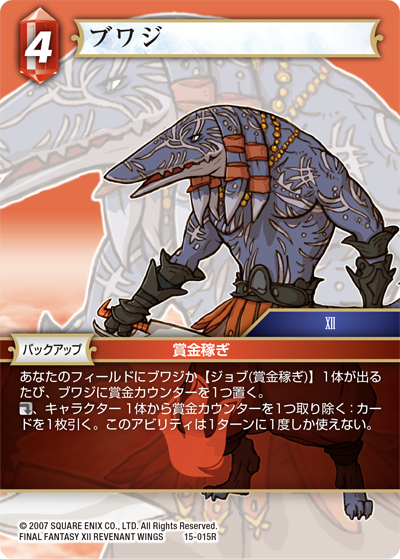 4
ブワジ
XII
バックアップ
賞金稼ぎ
あなたのフィールドにブワジか【ジョブ(賞金稼ぎ)】1体が出る
たび、ブワジに賞金カウンターを1つ置く。
、キャラクター 1体から賞金カウンターを1つ取り除く：カー
ドを1枚引く。このアビリティは1ターンに1度しか使えない。
© 2007 SQUARE ENIX CO., LTD. All Rights Reserved.
FINAL FANTASY XII REVENANT WINGS 15-015R